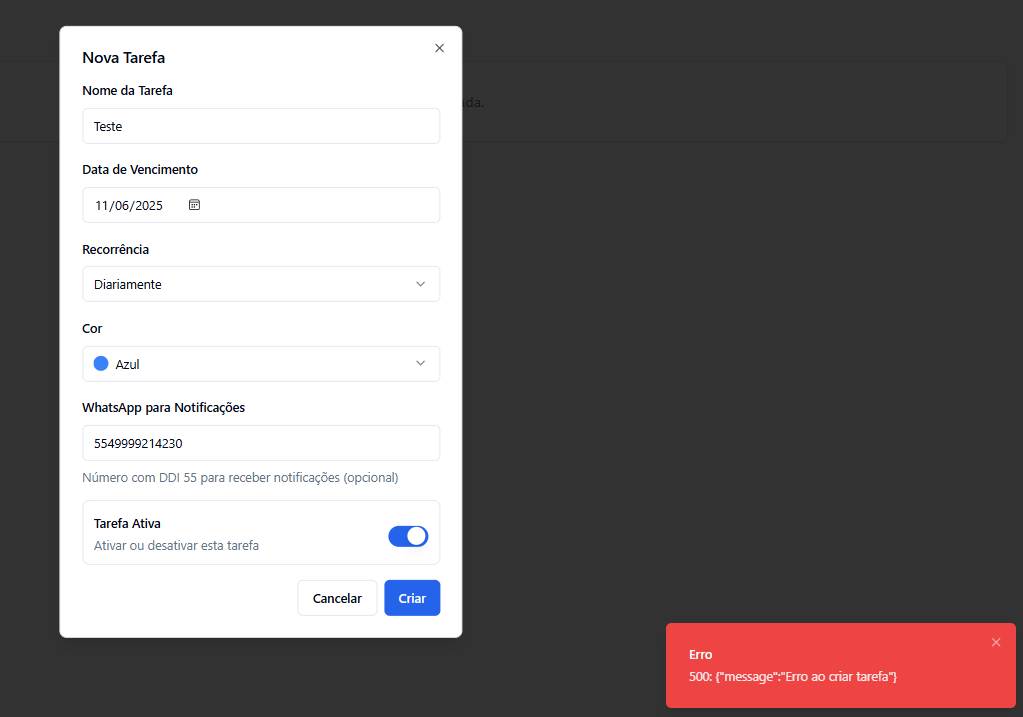 Nova Tarefa
Nome da Tarefa
Teste
Data de Vencimento
11/06/2025
Recorrência
Diariamente
Cor
Azul
WhatsApp para Notificações
5549999214230
Número com DDI 55 para receber notificações (opcional)
Tarefa Ativa
Ativar ou desativar esta tarefa
Cancelar
Criar
Erro
500: {"message":"Erro ao criar tarefa"}